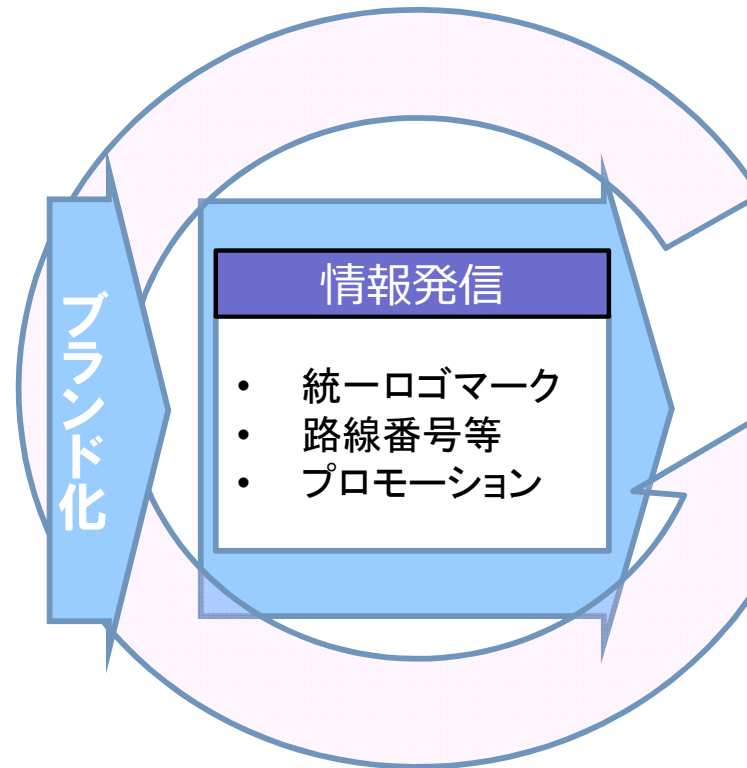 ブランド化
情報発信
• 統一ロゴマーク
• 路線番号等
• プロモーション